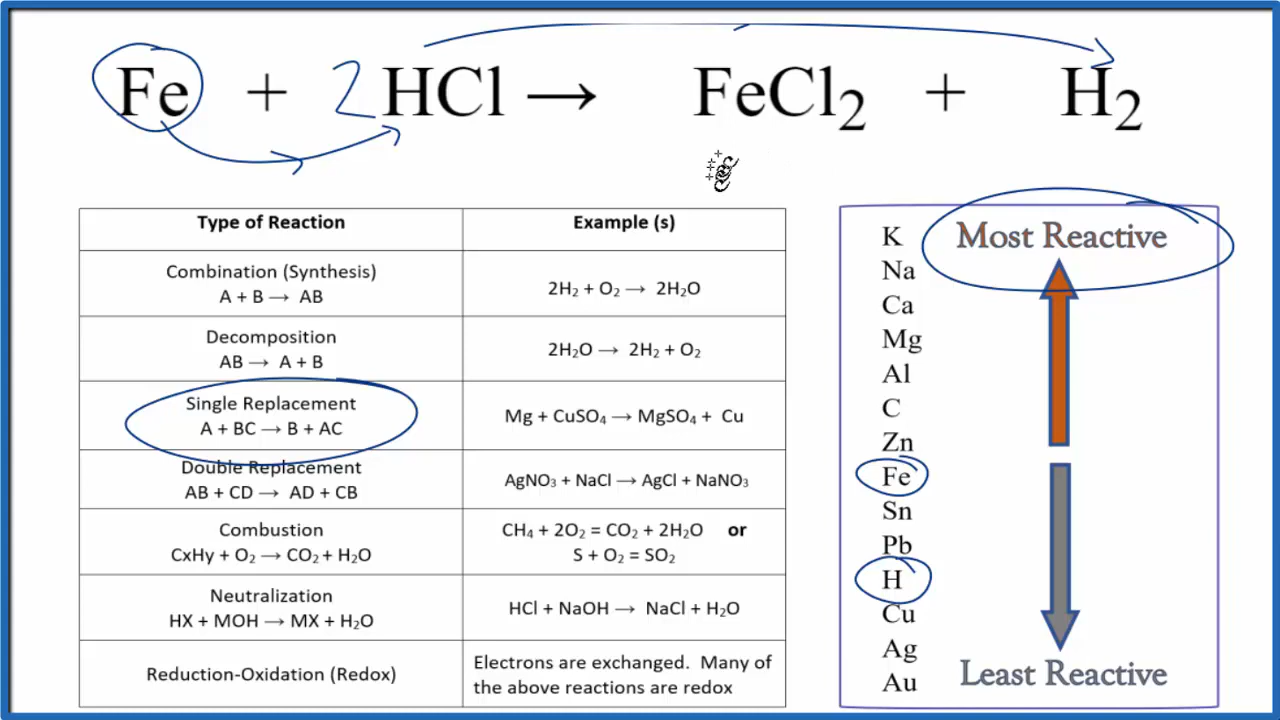 Fe + 2 HCl → FeCl₂ + H₂
Type of Reaction
Example (s)
Combination (Synthesis)
A + B → AB
2H₂ + O₂ → 2H₂O
Decomposition
AB → A + B
2H₂O → 2H₂ + O₂
Single Replacement
A + BC → B + AC
Mg + CuSO₄ → MgSO₄ + Cu
Double Replacement
AB + CD → AD + CB
AgNO₃ + NaCl → AgCl + NaNO₃
Combustion
CxHy + O₂ → CO₂ + H₂O
CH₄ + 2O₂ = CO₂ + 2H₂O or
S + O₂ = SO₂
Neutralization
HX + MOH → MX + H₂O
HCl + NaOH → NaCl + H₂O
Reduction-Oxidation (Redox)
Electrons are exchanged. Many of
the above reactions are redox
Most Reactive
K
Na
Ca
Mg
Al
C
Zn
Fe
Sn
Pb
H
Cu
Ag
Au
Least Reactive